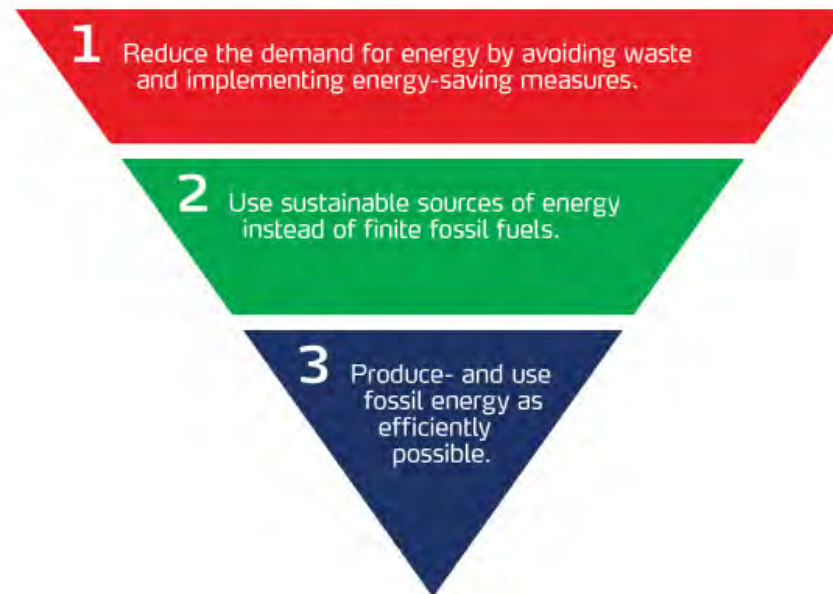 1 Reduce the demand for energy by avoiding waste
and implementing energy-saving measures.
2 Use sustainable sources of energy
instead of finite fossil fuels.
3 Produce- and use
fossil energy as
efficiently
possible.